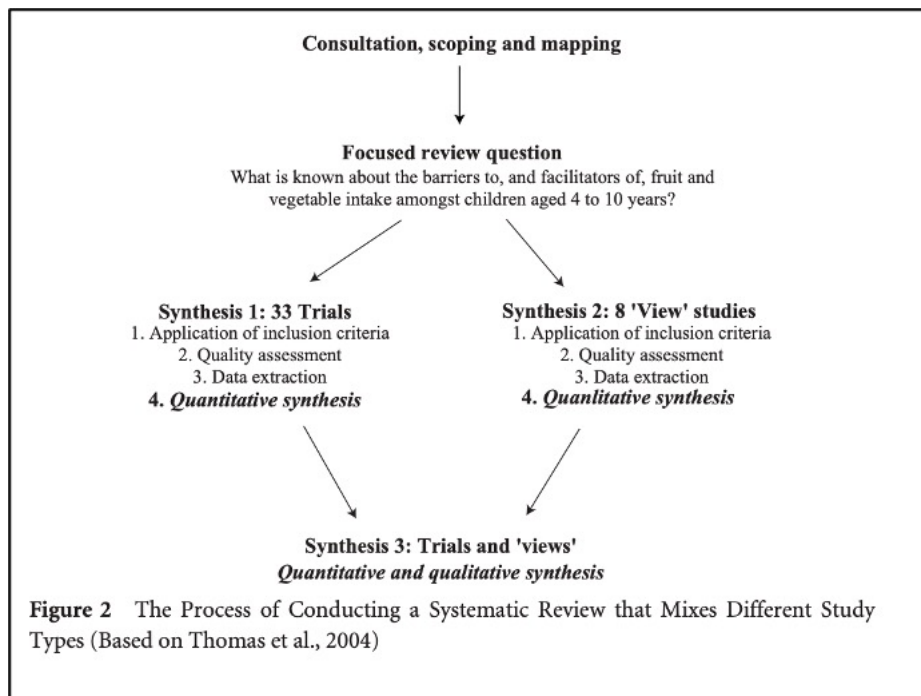 Consultation, scoping and mapping
Focused review question
What is known about the barriers to, and facilitators of, fruit and
vegetable intake amongst children aged 4 to 10 years?
Synthesis 1: 33 Trials
1. Application of inclusion criteria
2. Quality assessment
3. Data extraction
4. Quantitative synthesis
Synthesis 2: 8 'View' studies
1. Application of inclusion criteria
2. Quality assessment
3. Data extraction
4. Quanlitative synthesis
Synthesis 3: Trials and 'views'
Quantitative and qualitative synthesis
Figure 2 The Process of Conducting a Systematic Review that Mixes Different Study
Types (Based on Thomas et al., 2004)